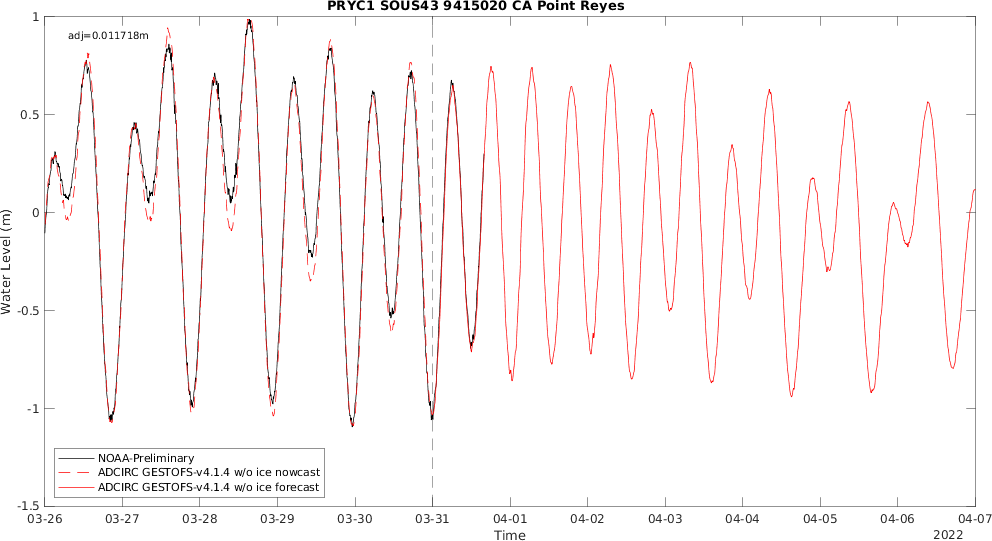 PRYC1 SOUS43 9415020 CA Point Reyes
adj=0.011718m
1
0.5
0
-0.5
-1
-1.5
Water Level (m)
NOAA-Preliminary
ADCIRC GESTOFS-v4.1.4 w/o ice nowcast
ADCIRC GESTOFS-v4.1.4 w/o ice forecast
03-26 03-27 03-28 03-29 03-30 03-31 04-01 04-02 04-03 04-04 04-05 04-06 04-07
Time
2022